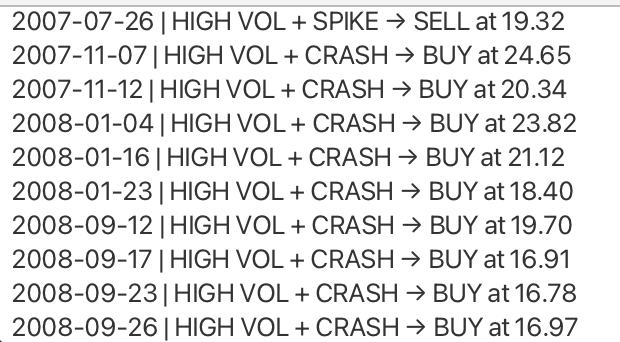 2007-07-26 | HIGH VOL + SPIKE → SELL at 19.32
2007-11-07 | HIGH VOL + CRASH → BUY at 24.65
2007-11-12 | HIGH VOL + CRASH → BUY at 20.34
2008-01-04 | HIGH VOL + CRASH → BUY at 23.82
2008-01-16 | HIGH VOL + CRASH → BUY at 21.12
2008-01-23 | HIGH VOL + CRASH → BUY at 18.40
2008-09-12 | HIGH VOL + CRASH → BUY at 19.70
2008-09-17 | HIGH VOL + CRASH → BUY at 16.91
2008-09-23 | HIGH VOL + CRASH → BUY at 16.78
2008-09-26 | HIGH VOL + CRASH → BUY at 16.97